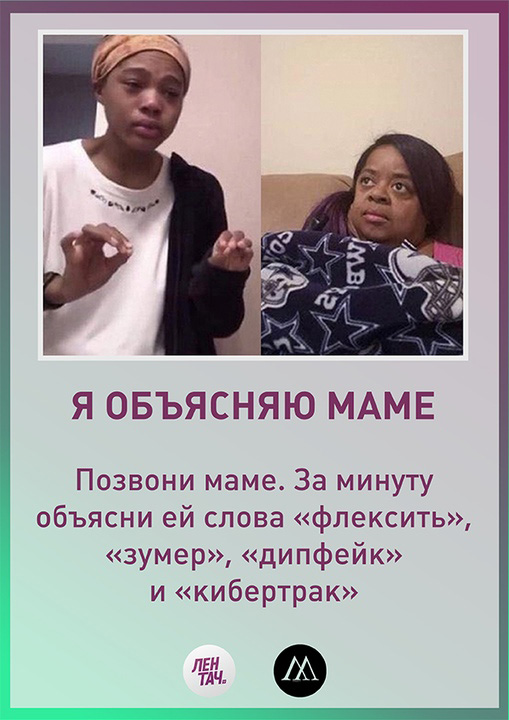 Я ОБЪЯСНЯЮ МАМЕ
Позвони маме. За минуту
объясни ей слова «флексить»,
«зумер», «дипфейк»
и «кибертрак»
ЛЕН
ТАЧ.